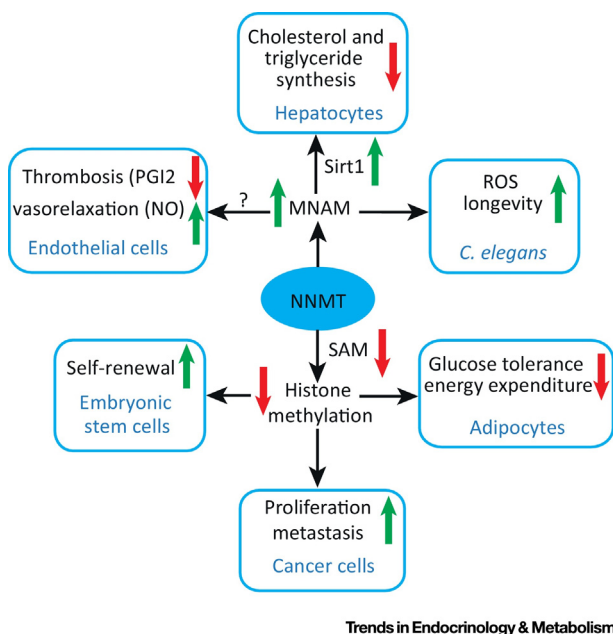 Cholesterol and
triglyceride
synthesis
Hepatocytes
Sirt1
Thrombosis (PGI2
vasorelaxation (NO)
Endothelial cells
?
MNAM
ROS
longevity
C. elegans
NNMT
SAM
Self-renewal
Embryonic
stem cells
Histone
methylation
Glucose tolerance
energy expenditure
Adipocytes
Proliferation
metastasis
Cancer cells
Trends in Endocrinology & Metabolism